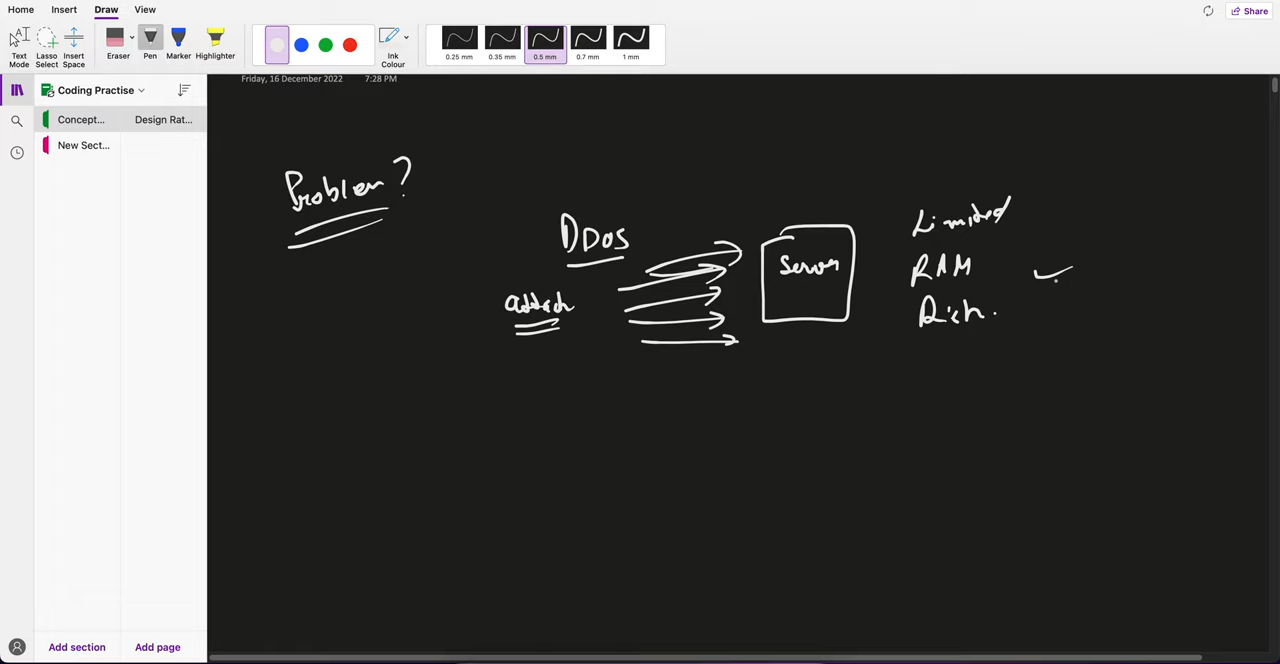 Home Insert Draw View
Share
Text Mode
Lasso Select
Insert Space
Eraser
Pen
Marker
Highlighter
Ink Colour
0.25 mm
0.35 mm
0.5 mm
0.7 mm
1 mm
Coding Practise
Concept...
New Sect...
Design Rat...
Add section
Add page
Friday, 16 December 2022 7:28 PM
Problem?
DDOS
attack
Server
Limited
RAM